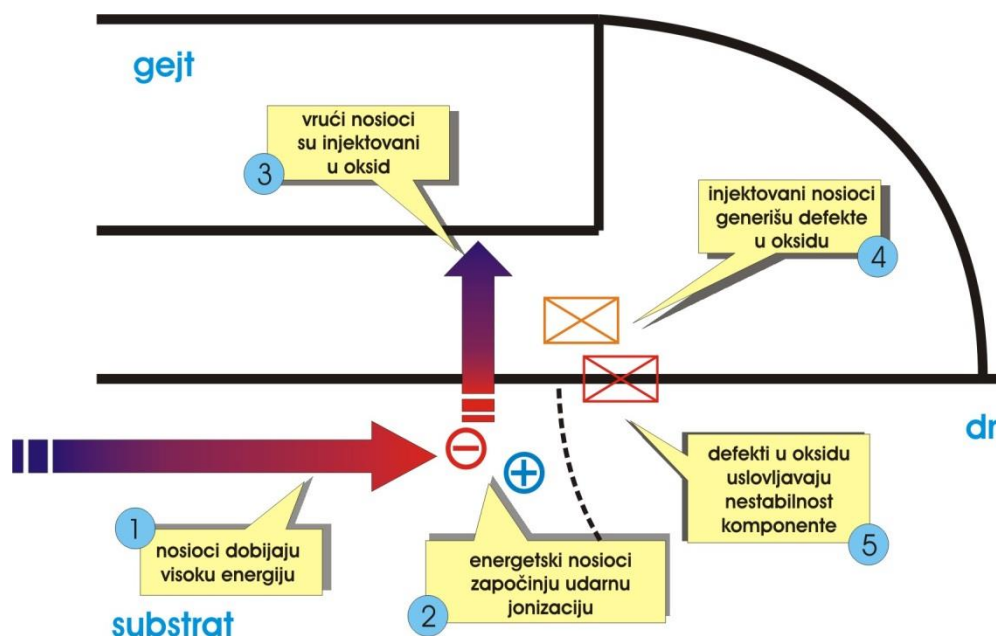 gejt
3
vrući nosioci
su injektovani
u oksid
injektovani nosioci
generišu defekte
u oksidu
4
1
nosioci dobijaju
visoku energiju
2
energetski nosioci
započinju udarnu
jonizaciju
defekti u oksidu
uslovljavaju
nestabilnost
komponente
5
substrat